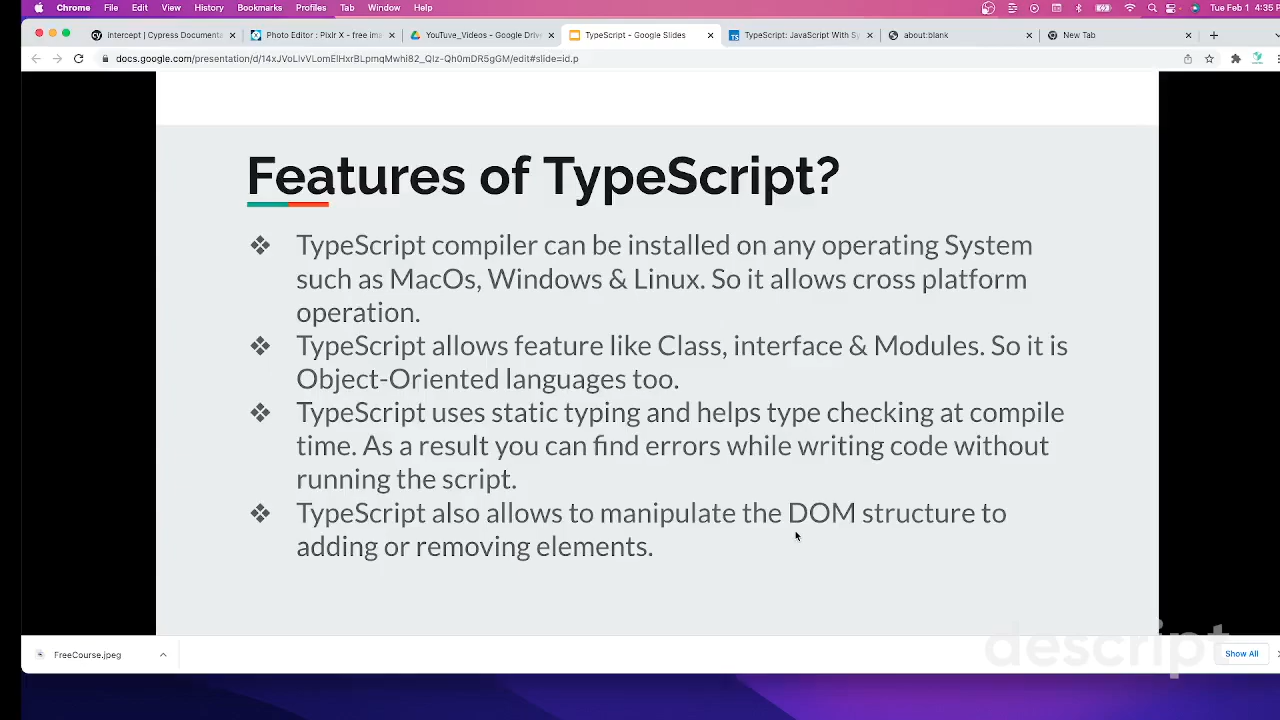 Chrome File Edit View History Bookmarks Profiles Tab Window Help Tue Feb 1 4:35 P
intercept | Cypress Documenta Photo Editor : Pixlr X - free ima YouTuve_Videos - Google Drive TypeScript - Google Slides TypeScript: JavaScript With Sy about:blank New Tab
docs.google.com/presentation/d/14xJVoLivVLomElHxrBLpmqMwhi82_QIz-Qh0mDR5gGM/edit#slide=id.p
Features of TypeScript?
❖ TypeScript compiler can be installed on any operating System
such as MacOs, Windows & Linux. So it allows cross platform
operation.
❖ TypeScript allows feature like Class, interface & Modules. So it is
Object-Oriented languages too.
❖ TypeScript uses static typing and helps type checking at compile
time. As a result you can find errors while writing code without
running the script.
❖ TypeScript also allows to manipulate the DOM structure to
adding or removing elements.
descript
FreeCourse.jpeg Show All